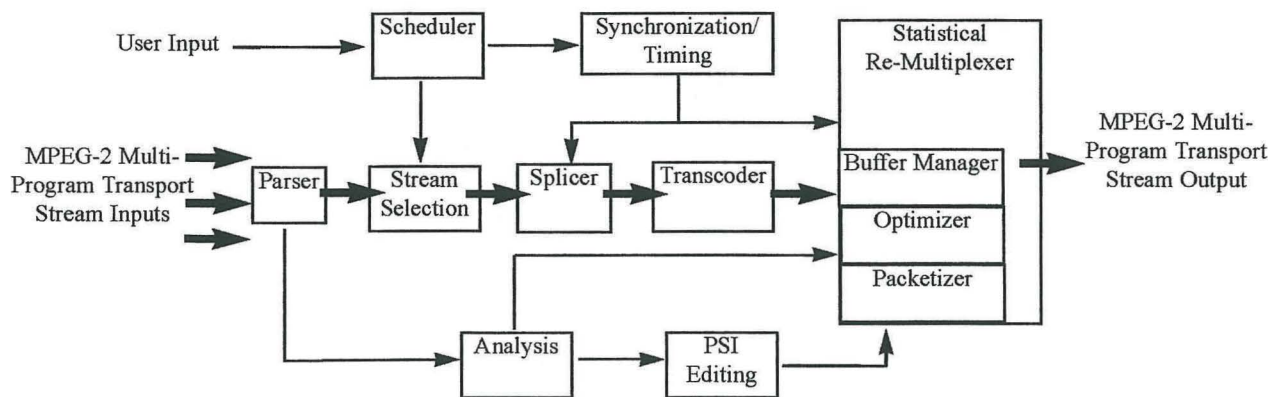 User Input
Scheduler
Synchronization/
Timing
Statistical
Re-Multiplexer
MPEG-2 Multi-
Program Transport
Stream Inputs
Parser
Stream
Selection
Splicer
Transcoder
Buffer Manager
Optimizer
Packetizer
MPEG-2 Multi-
Program Transport
Stream Output
Analysis
PSI
Editing